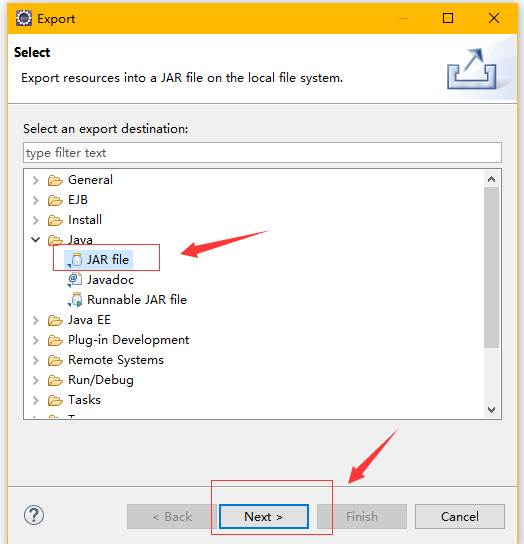 Export
Select
Export resources into a JAR file on the local file system.
Select an export destination:
type filter text
General
EJB
Install
Java
JAR file
Javadoc
Runnable JAR file
Java EE
Plug-in Development
Remote Systems
Run/Debug
Tasks
< Back
Next >
Finish
Cancel